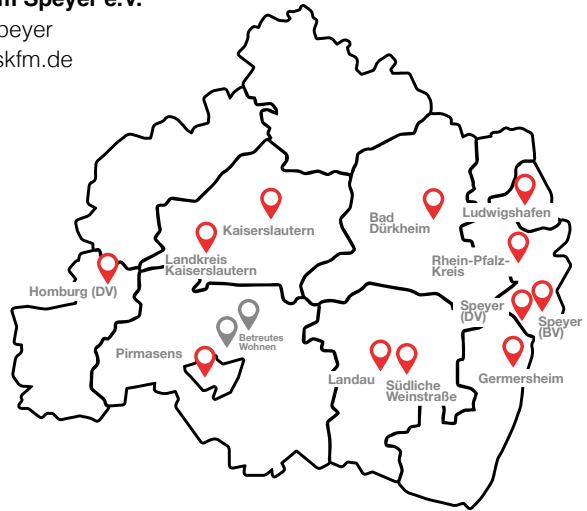 m Speyer e.V.
peyer
skfm.de
Kaiserslautern
Bad
Dürkheim
Ludwigshafen
Landkreis
Kaiserslautern
Rhein-Pfalz-
Kreis
Homburg (DV)
Speyer
(DV)
Speyer
(BV)
Betreutes
Wohnen
Pirmasens
Landau
Südliche
Weinstraße
Germersheim